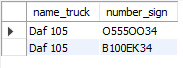 name_truck number_sign
Daf 105 O555OO34
Daf 105 B100EK34